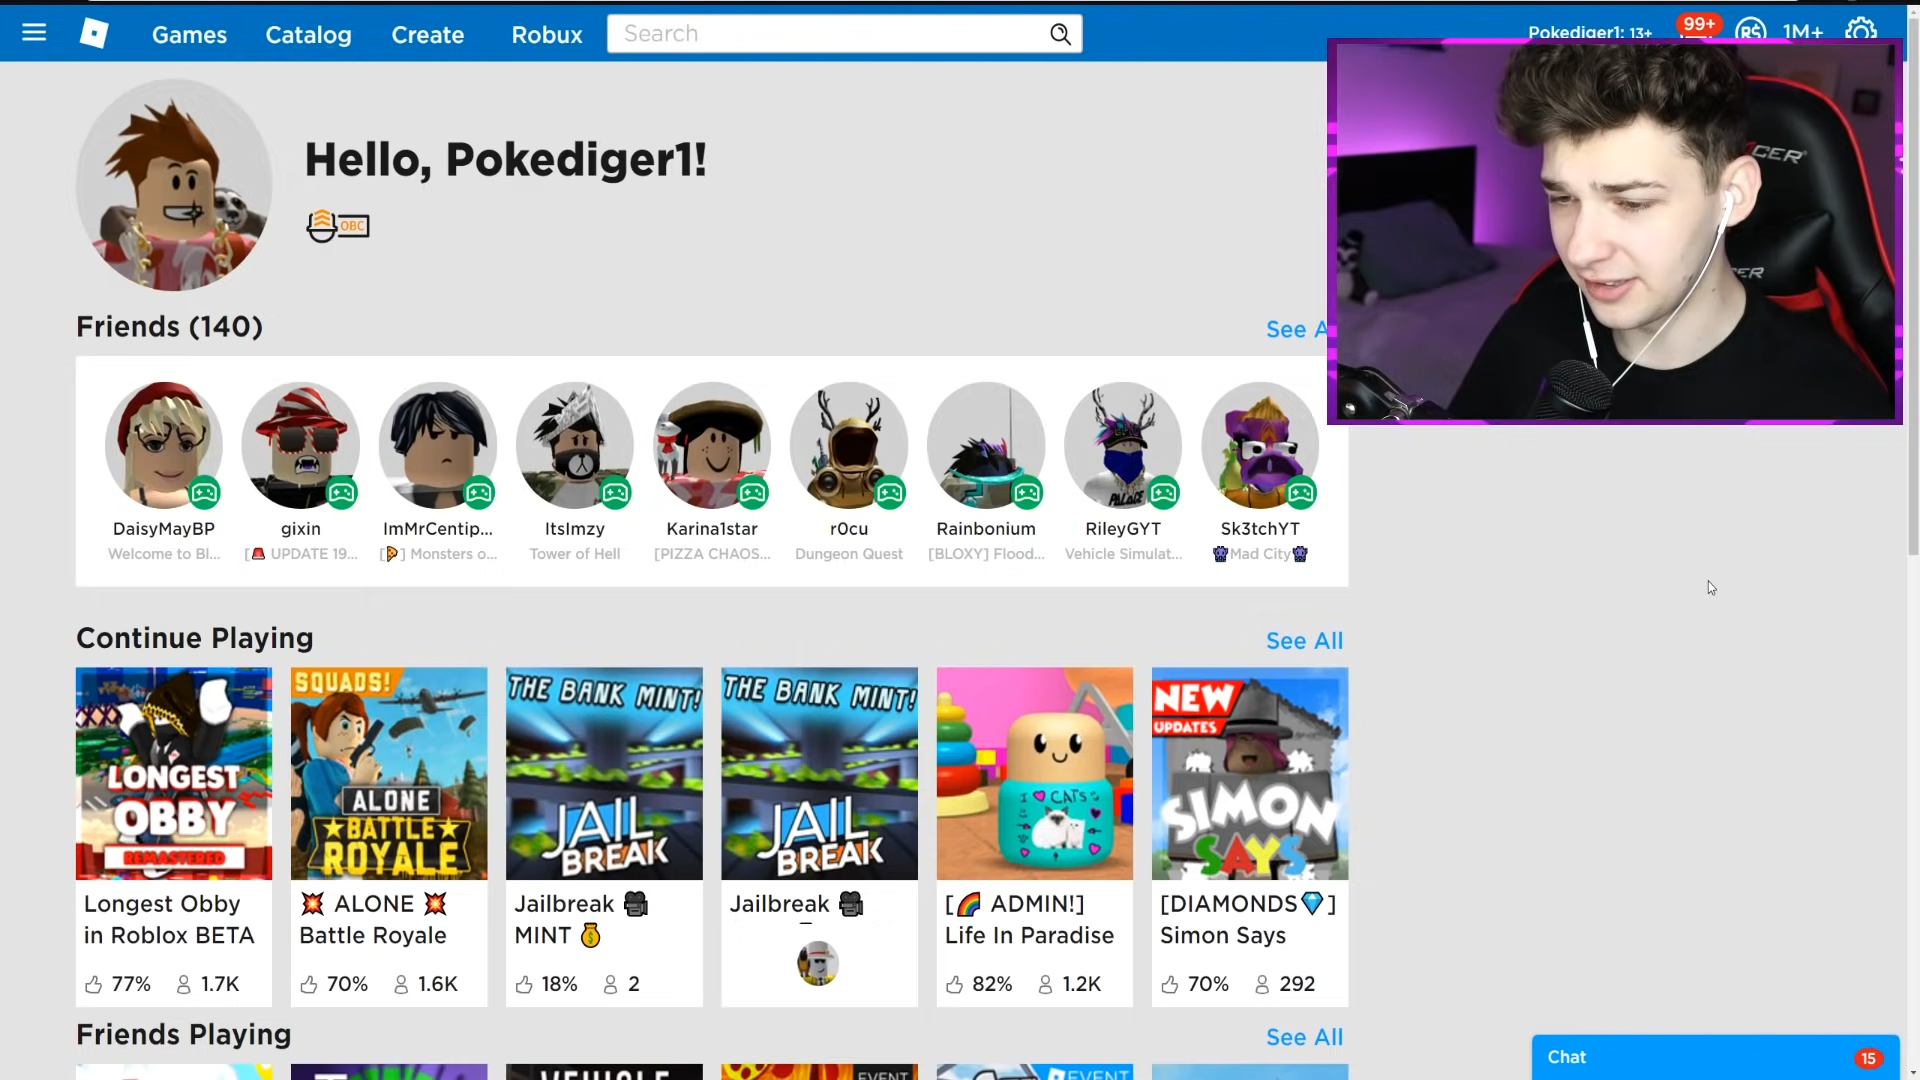 Games Catalog Create Robux Search Pokediger1: 13+ 99+ R$ 1M+
Hello, Pokediger1!
OBC
Friends (140)
See A
DaisyMayBP gixin ImMrCentip... ItsImzy Karina1star r0cu Rainbonium RileyGYT Sk3tchYT
Welcome to Bl... [🚨 UPDATE 19... [🍕] Monsters o... Tower of Hell [PIZZA CHAOS... Dungeon Quest [BLOXY] Flood... Vehicle Simulat... Mad City
PALACE
Continue Playing See All
LONGEST
OBBY
REMASTERED
SQUADS!
ALONE
BATTLE
ROYALE
THE BANK MINT!
JAIL
BREAK
THE BANK MINT!
JAIL
BREAK
I ♥ CATS
NEW
UPDATES
SIMON
SAYS
Longest Obby
in Roblox BETA
77% 1.7K
💥 ALONE 💥
Battle Royale
70% 1.6K
Jailbreak 🎥
MINT 💰
18% 2
Jailbreak 🎥
[🌈 ADMIN!]
Life In Paradise
82% 1.2K
[DIAMONDS💎]
Simon Says
70% 292
Friends Playing See All
VEHICLE
EVENT
EVENT
Chat 15